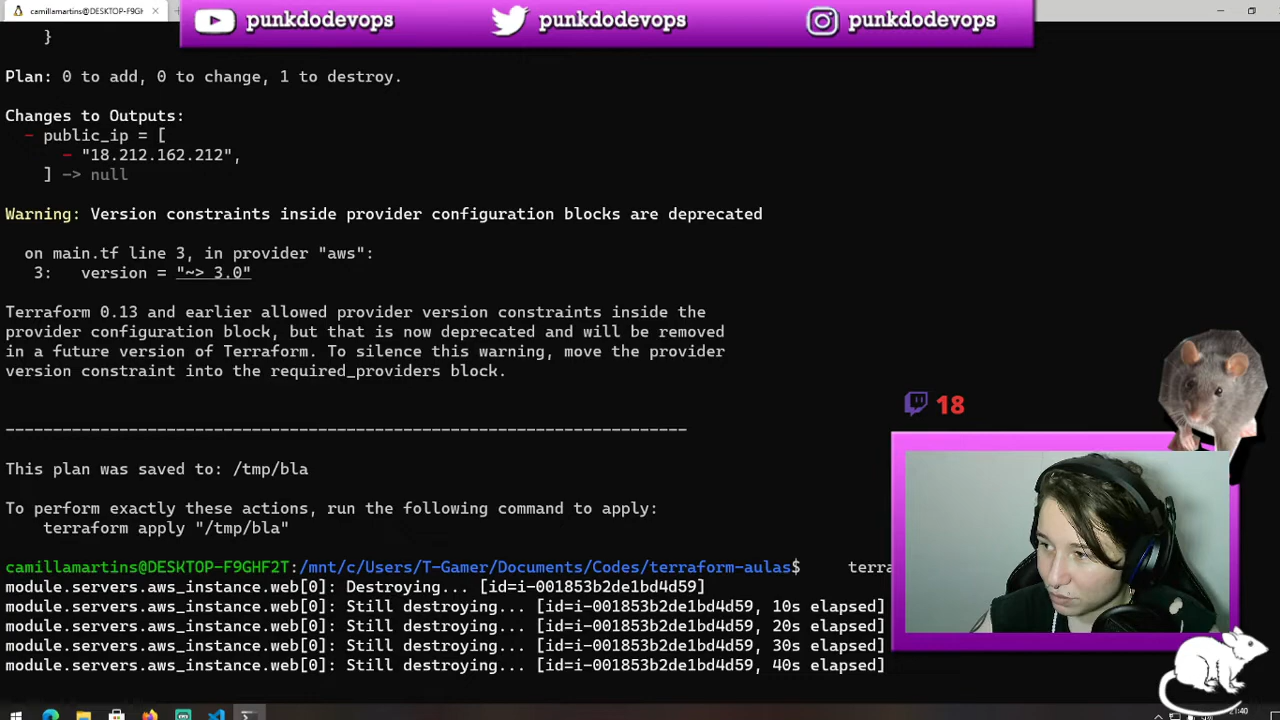 camillamartins@DESKTOP-F9GH
punkdodevops
punkdodevops
punkdodevops
}
Plan: 0 to add, 0 to change, 1 to destroy.
Changes to Outputs:
- public_ip = [
- "18.212.162.212",
] -> null
Warning: Version constraints inside provider configuration blocks are deprecated
on main.tf line 3, in provider "aws":
3: version = "~> 3.0"
Terraform 0.13 and earlier allowed provider version constraints inside the
provider configuration block, but that is now deprecated and will be removed
in a future version of Terraform. To silence this warning, move the provider
version constraint into the required_providers block.
18
------------------------------------------------------------------------
This plan was saved to: /tmp/bla
To perform exactly these actions, run the following command to apply:
terraform apply "/tmp/bla"
camillamartins@DESKTOP-F9GHF2T:/mnt/c/Users/T-Gamer/Documents/Codes/terraform-aulas$ terra
module.servers.aws_instance.web[0]: Destroying... [id=i-001853b2de1bd4d59]
module.servers.aws_instance.web[0]: Still destroying... [id=i-001853b2de1bd4d59, 10s elapsed]
module.servers.aws_instance.web[0]: Still destroying... [id=i-001853b2de1bd4d59, 20s elapsed]
module.servers.aws_instance.web[0]: Still destroying... [id=i-001853b2de1bd4d59, 30s elapsed]
module.servers.aws_instance.web[0]: Still destroying... [id=i-001853b2de1bd4d59, 40s elapsed]
21:40